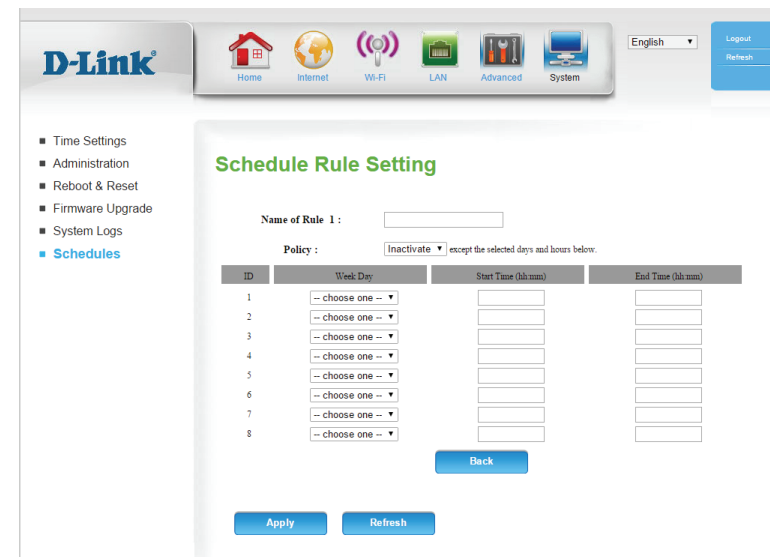 D-Link®
Home
Internet
Wi-Fi
LAN
Advanced
System
English
Logout
Refresh
Time Settings
Administration
Reboot & Reset
Firmware Upgrade
System Logs
Schedules
Schedule Rule Setting
Name of Rule 1 :
Policy : Inactivate except the selected days and hours below.
ID Week Day Start Time (hh:mm) End Time (hh:mm)
1 -- choose one --
2 -- choose one --
3 -- choose one --
4 -- choose one --
5 -- choose one --
6 -- choose one --
7 -- choose one --
8 -- choose one --
Back
Apply Refresh